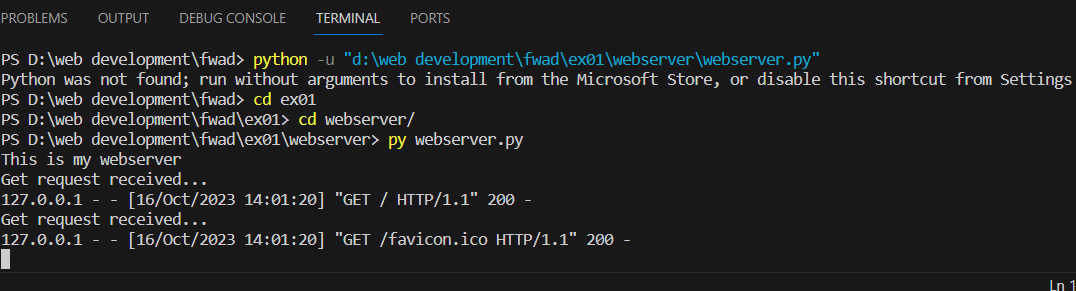 PROBLEMS OUTPUT DEBUG CONSOLE TERMINAL PORTS
PS D:\web development\fwad> python -u "d:\web development\fwad\ex01\webserver\webserver.py"
Python was not found; run without arguments to install from the Microsoft Store, or disable this shortcut from Settings
PS D:\web development\fwad> cd ex01
PS D:\web development\fwad\ex01> cd webserver/
PS D:\web development\fwad\ex01\webserver> py webserver.py
This is my webserver
Get request received...
127.0.0.1 - - [16/Oct/2023 14:01:20] "GET / HTTP/1.1" 200 -
Get request received...
127.0.0.1 - - [16/Oct/2023 14:01:20] "GET /favicon.ico HTTP/1.1" 200 -
Ln 1